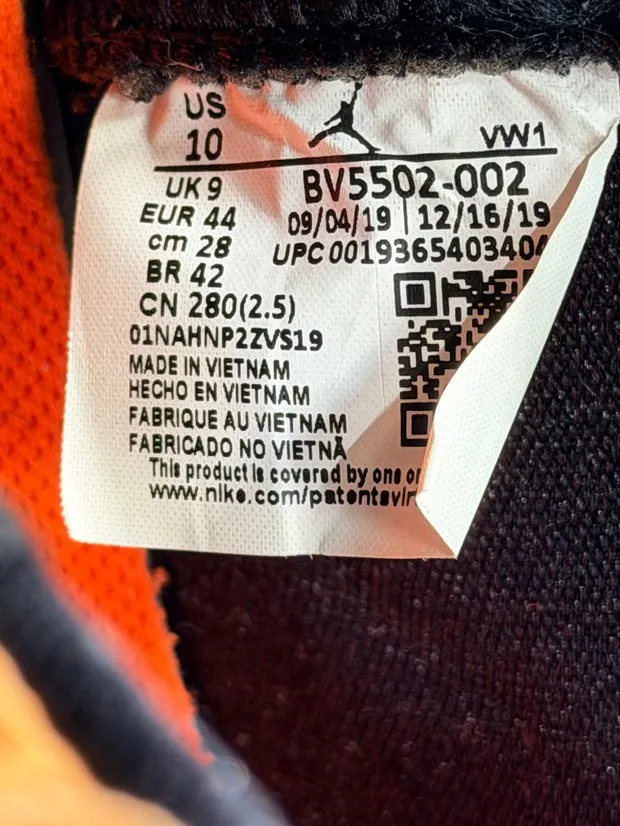 US
10
VW1
UK 9
BV5502-002
EUR 44
09/04/19 | 12/16/19
cm 28
UPC 0019365403404
BR 42
CN 280(2.5)
01NAHNP2ZVS19
MADE IN VIETNAM
HECHO EN VIETNAM
FABRIQUE AU VIETNAM
FABRICADO NO VIETNÃ
This product is covered by one or
www.nike.com/patents